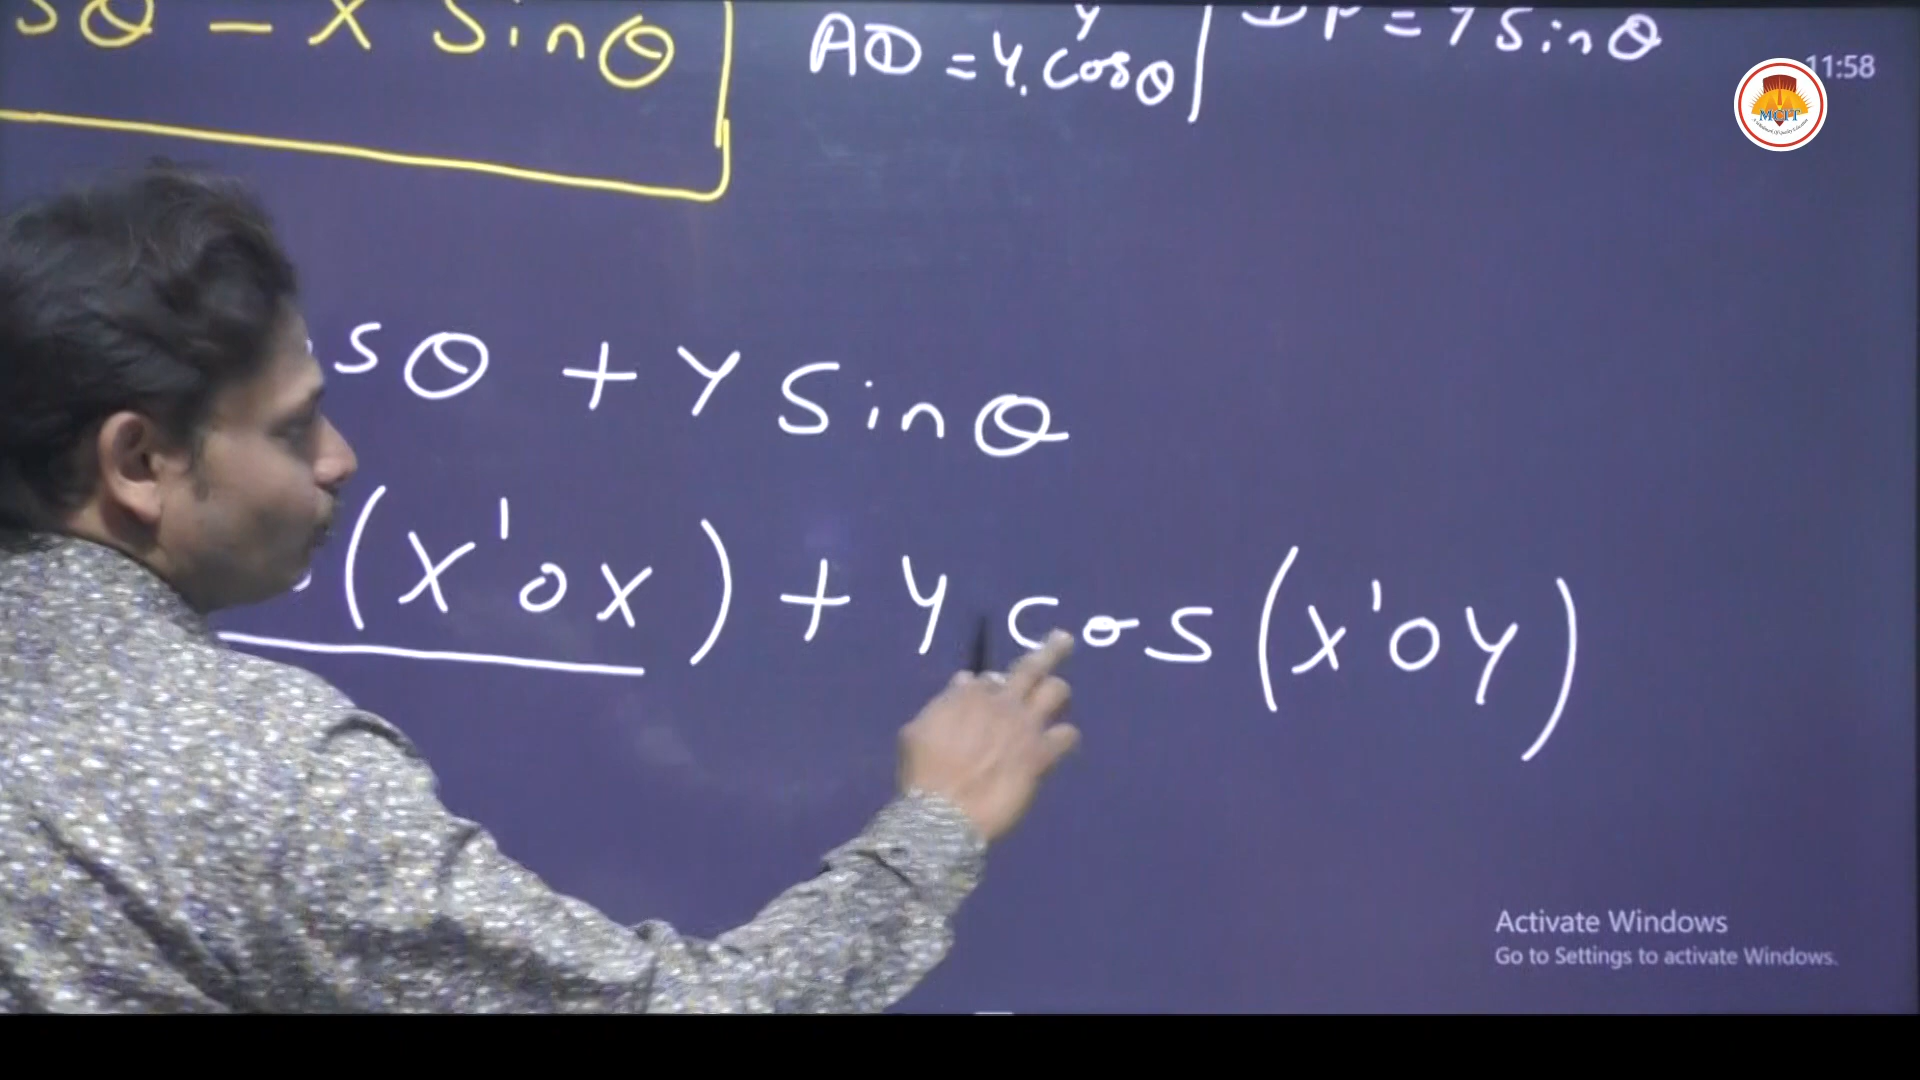 sθ - x Sinθ
AD = y. cosθ
y
= y Sinθ
11:58
MCPT
sθ + y Sinθ
(x'ox) + y cos (x'oy)
Activate Windows
Go to Settings to activate Windows.